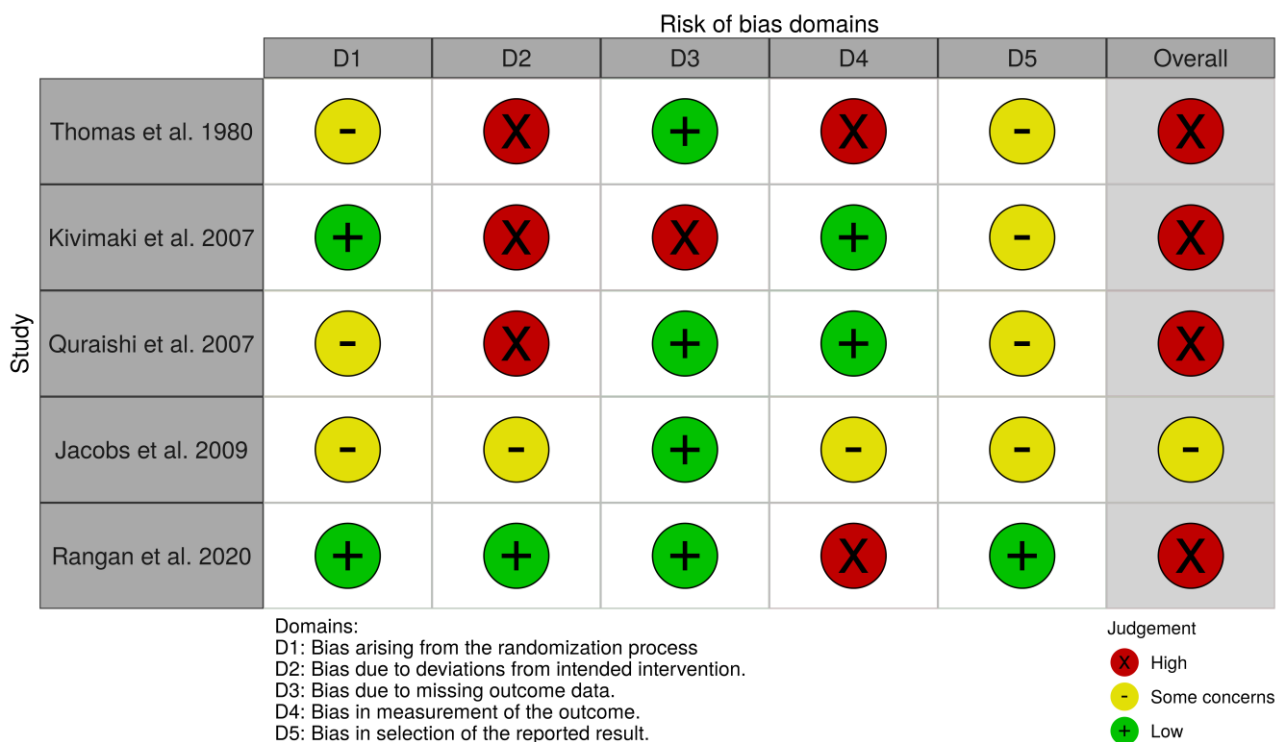 Risk of bias domains
D1 D2 D3 D4 D5 Overall
Study
Thomas et al. 1980 - X + X - X
Kivimaki et al. 2007 + X X + - X
Quraishi et al. 2007 - X + + - X
Jacobs et al. 2009 - - + - - -
Rangan et al. 2020 + + + X + X
Domains:
D1: Bias arising from the randomization process
D2: Bias due to deviations from intended intervention.
D3: Bias due to missing outcome data.
D4: Bias in measurement of the outcome.
D5: Bias in selection of the reported result.
Judgement
X High
- Some concerns
+ Low